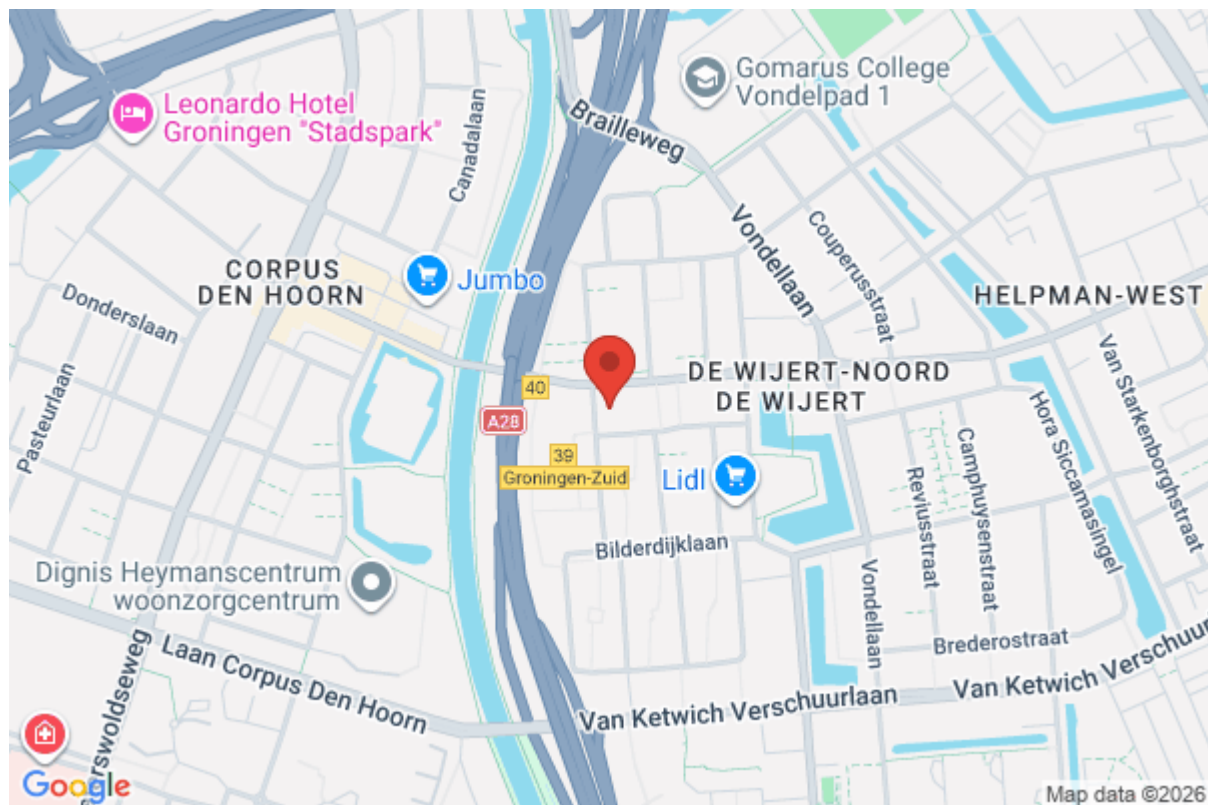 Gomarus College
Vondelpad 1
Leonardo Hotel
Groningen "Stadspark"
Canadalaan
Brailleweg
Vondellaan
Couperusstraat
CORPUS
DEN HOORN
Jumbo
Donderslaan
HELPMAN-WEST
Pasteurlaan
40
DE WIJERT-NOORD
DE WIJERT
Van Starkenborghstraat
Hora Siccamasingel
A28
39
Groningen-Zuid
Lidl
Camphuysenstraat
Reviusstraat
Bilderdijklaan
Dignis Heymanscentrum
woonzorgcentrum
Vondellaan
Brederostraat
Laan Corpus Den Hoorn
Van Ketwich Verschuurlaan
Van Ketwich Verschuur
erswoldseweg
Google
Map data ©2026